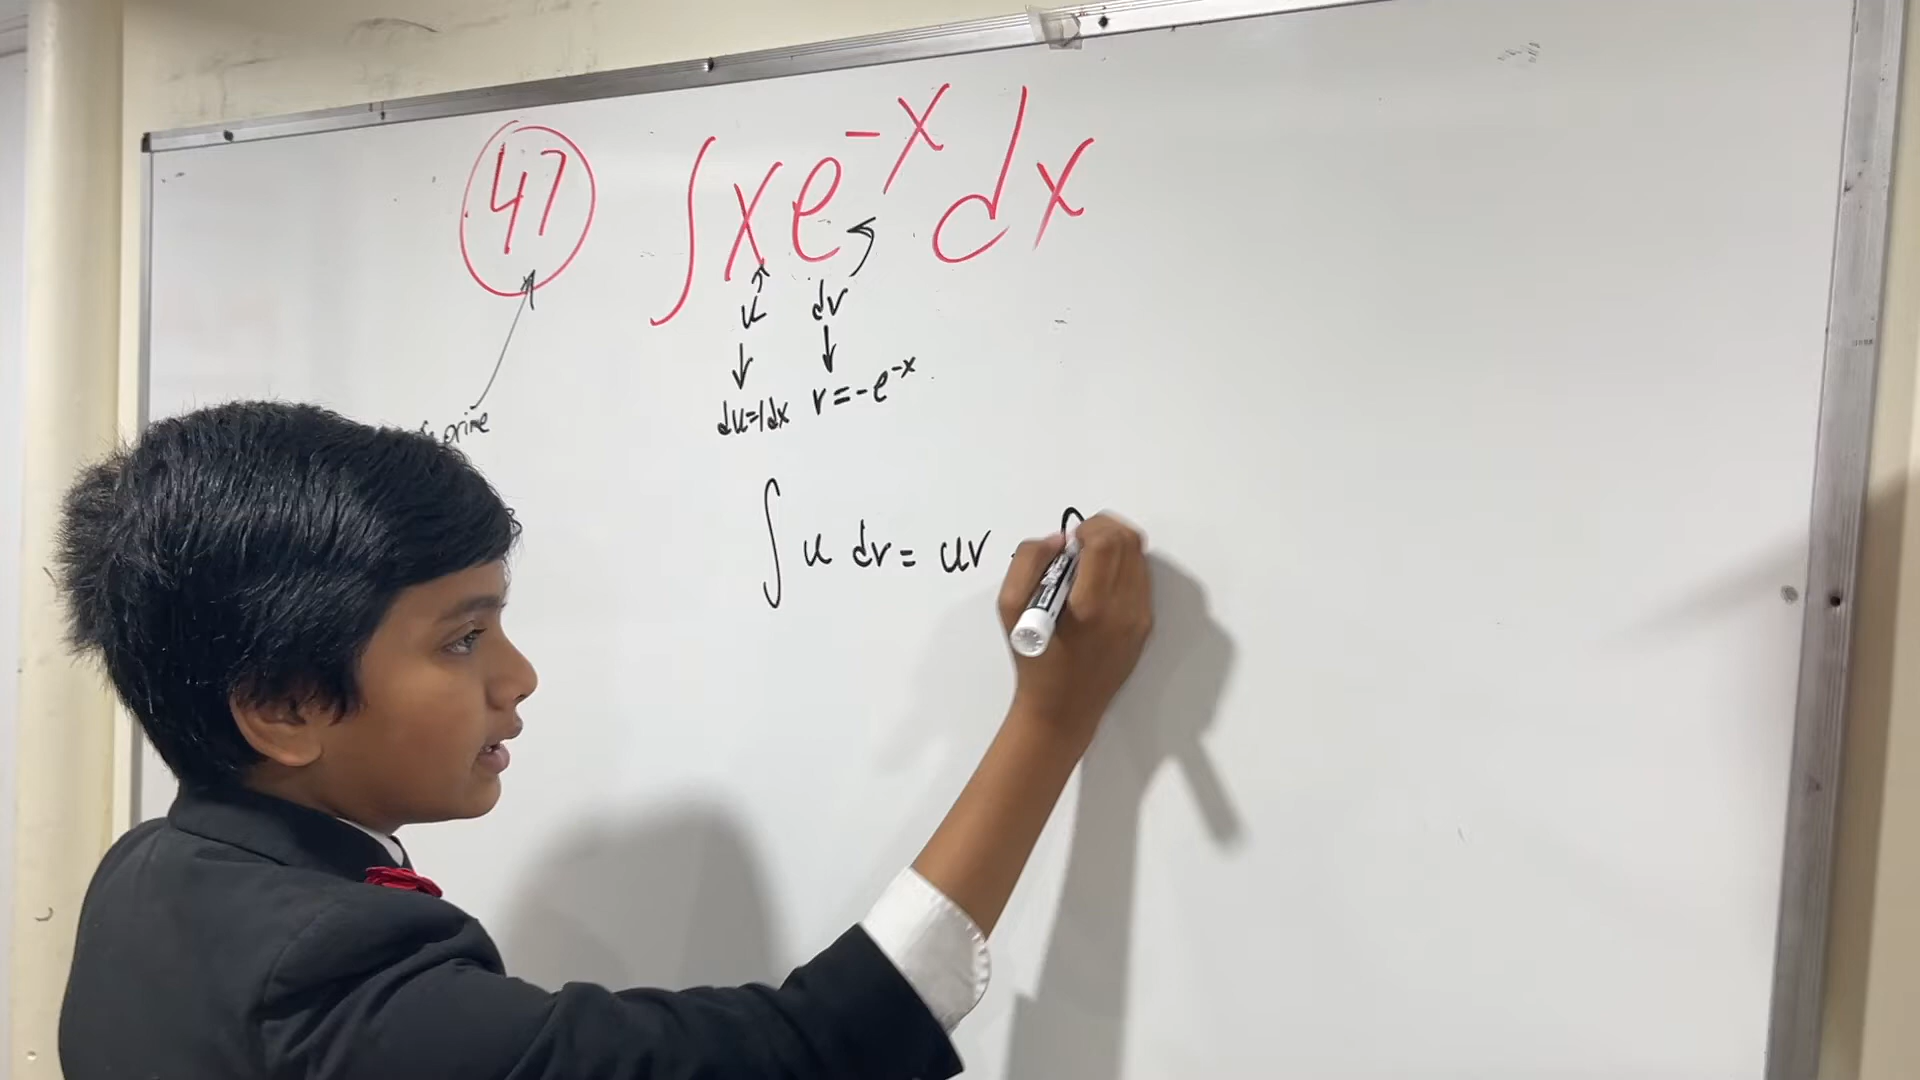 47 ∫xe^-x dx
u dv
du=1dx v=-e^-x
prime
∫u dv=uv